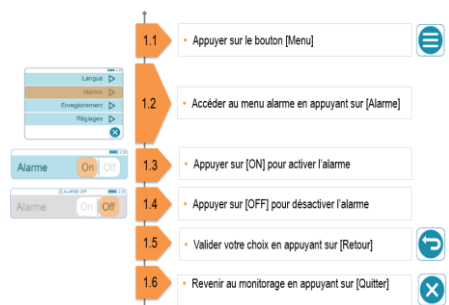 1.1
• Appuyer sur le bouton [Menu]
Langue
Alarme
Enregistrement
Réglages
1.2
• Accéder au menu alarme en appuyant sur [Alarme]
Alarme On Off
1.3
• Appuyer sur [ON] pour activer l'alarme
ALARME OFF
Alarme On Off
1.4
• Appuyer sur [OFF] pour désactiver l'alarme
1.5
• Valider votre choix en appuyant sur [Retour]
1.6
• Revenir au monitorage en appuyant sur [Quitter]